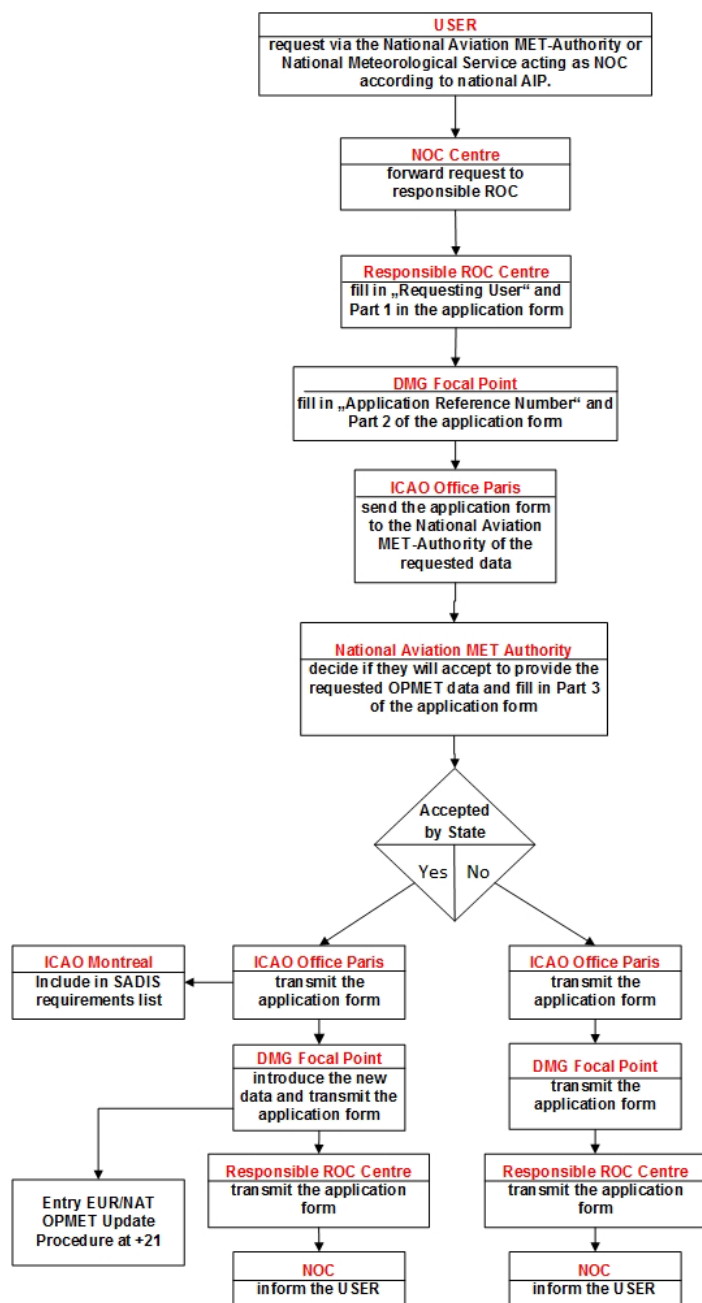 USER
request via the National Aviation MET-Authority or
National Meteorological Service acting as NOC
according to national AIP.
NOC Centre
forward request to
responsible ROC
Responsible ROC Centre
fill in „Requesting User“ and
Part 1 in the application form
DMG Focal Point
fill in „Application Reference Number“ and
Part 2 of the application form
ICAO Office Paris
send the application form
to the National Aviation
MET-Authority of the
requested data
National Aviation MET Authority
decide if they will accept to provide the
requested OPMET data and fill in Part 3
of the application form
Accepted
by State
Yes
No
ICAO Montreal
Include in SADIS
requirements list
ICAO Office Paris
transmit the
application form
ICAO Office Paris
transmit the
application form
DMG Focal Point
introduce the new
data and transmit the
application form
DMG Focal Point
transmit the
application form
Entry EUR/NAT
OPMET Update
Procedure at +21
Responsible ROC Centre
transmit the application
form
Responsible ROC Centre
transmit the application
form
NOC
inform the USER
NOC
inform the USER